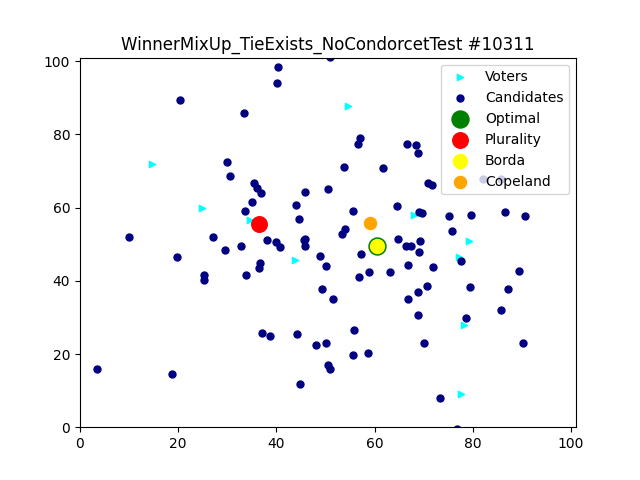 WinnerMixUp_TieExists_NoCondorcetTest #10311
100
80
60
40
20
0
0 20 40 60 80 100
Voters
Candidates
Optimal
Plurality
Borda
Copeland